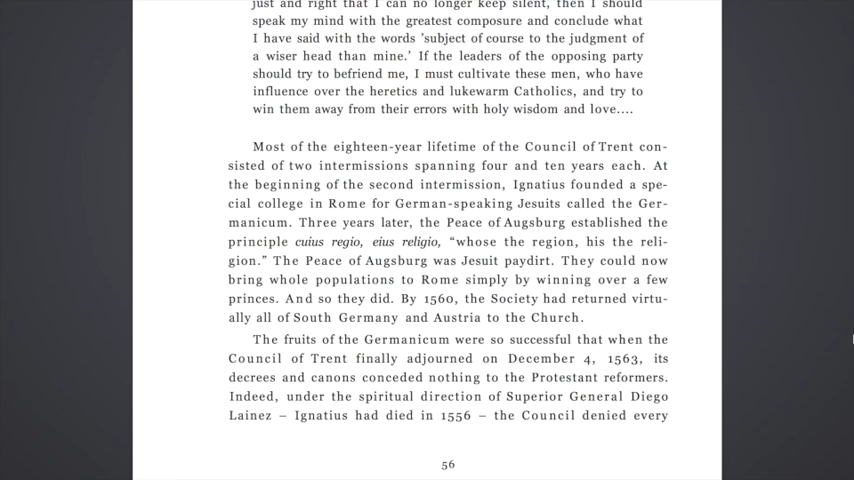 just and right that I can no longer keep silent, then I should
speak my mind with the greatest composure and conclude what
I have said with the words 'subject of course to the judgment of
a wiser head than mine.' If the leaders of the opposing party
should try to befriend me, I must cultivate these men, who have
influence over the heretics and lukewarm Catholics, and try to
win them away from their errors with holy wisdom and love....
Most of the eighteen-year lifetime of the Council of Trent con-
sisted of two intermissions spanning four and ten years each. At
the beginning of the second intermission, Ignatius founded a spe-
cial college in Rome for German-speaking Jesuits called the Ger-
manicum. Three years later, the Peace of Augsburg established the
principle cuius regio, eius religio, “whose the region, his the reli-
gion.” The Peace of Augsburg was Jesuit paydirt. They could now
bring whole populations to Rome simply by winning over a few
princes. And so they did. By 1560, the Society had returned virtu-
ally all of South Germany and Austria to the Church.
The fruits of the Germanicum were so successful that when the
Council of Trent finally adjourned on December 4, 1563, its
decrees and canons conceded nothing to the Protestant reformers.
Indeed, under the spiritual direction of Superior General Diego
Lainez – Ignatius had died in 1556 – the Council denied every
56